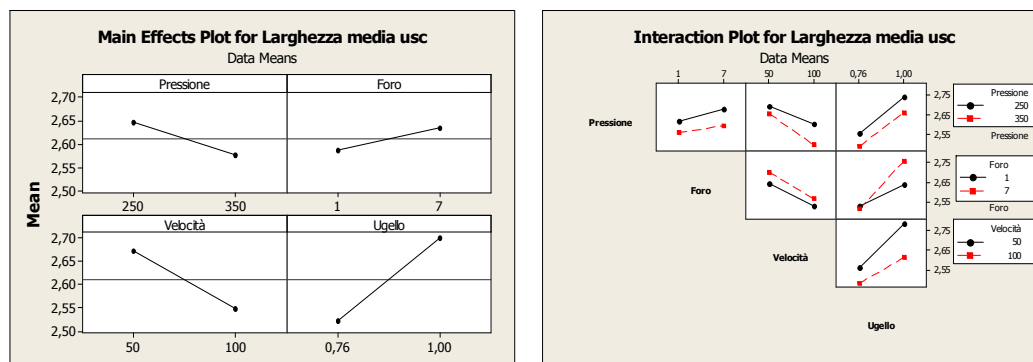 Main Effects Plot for Larghezza media usc
Data Means
Pressione Foro
2,70
2,65
2,60
2,55
2,50
250 350 1 7
Velocità Ugello
2,70
2,65
2,60
2,55
2,50
50 100 0,76 1,00
Mean
Interaction Plot for Larghezza media usc
Data Means
1 7 50 100 0,76 1,00
Pressione
2,75
2,65
2,55
Pressione
250
350
Pressione
Foro
2,75
2,65
2,55
Foro
1
7
Foro
Velocità
2,75
2,65
2,55
Velocità
50
100
Ugello